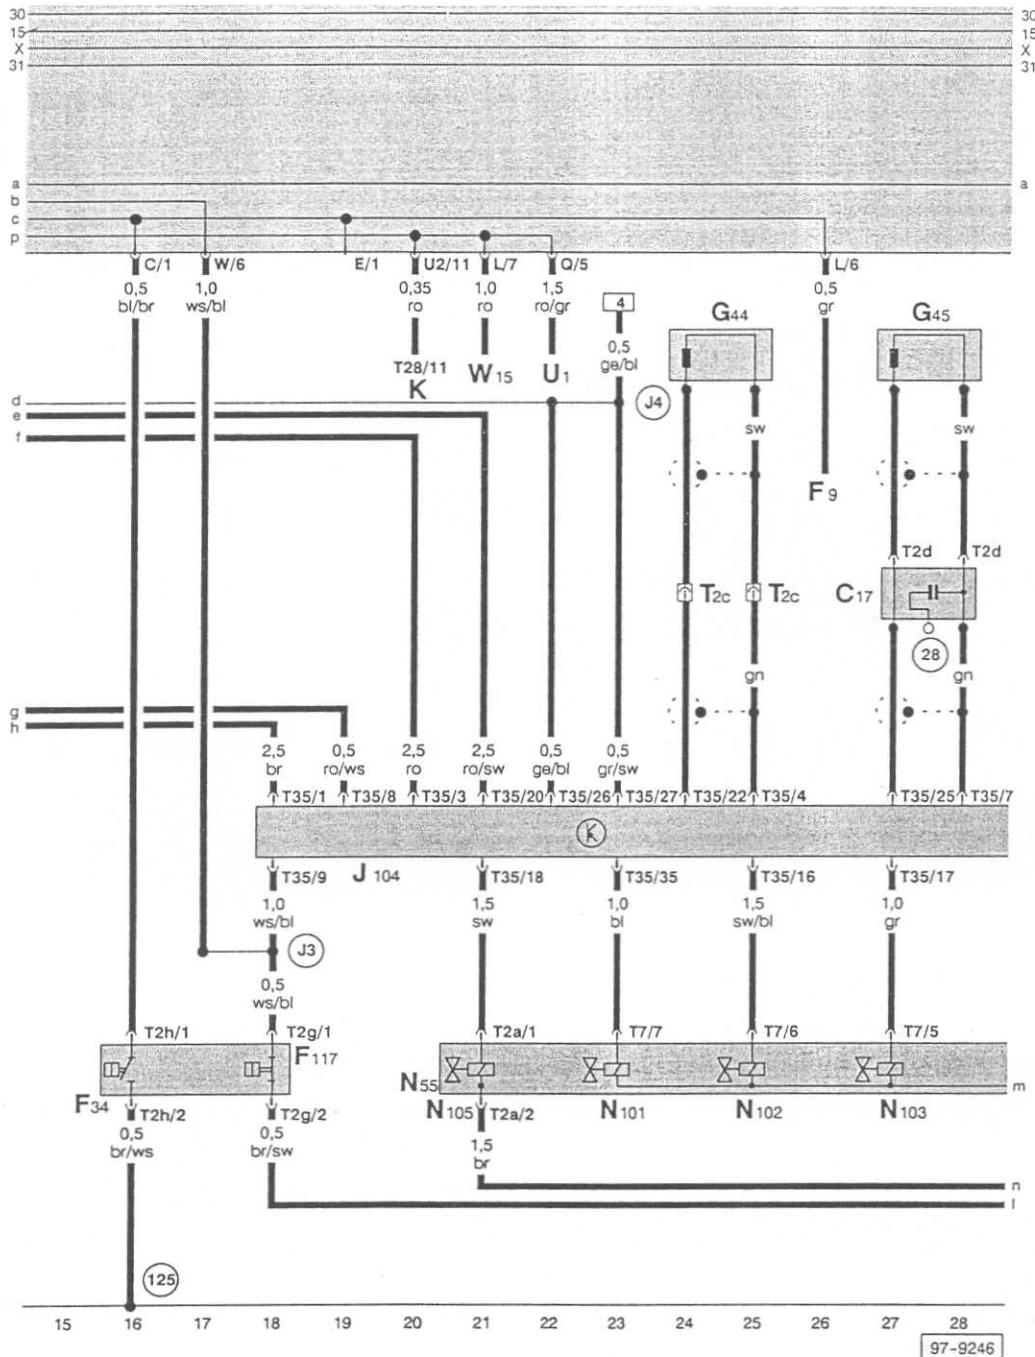 30 30
15 15
X X
31 31
a a
b
c
p
C/1 W/6 E/1 U2/11 L/7 Q/5 L/6
0,5 1,0 0,35 1,0 1,5 4 0,5
bl/br ws/bl ro ro ro/gr gr
G44 G45
0,5
ge/bl
T28/11
K W15 U1
d J4
e
f
sw sw
F9
T2d T2d
T2c T2c C17
28
gn gn
g
h
2,5 0,5 2,5 2,5 0,5 0,5
br ro/ws ro ro/sw ge/bl gr/sw
T35/1 T35/8 T35/3 T35/20 T35/26 T35/27 T35/22 T35/4 T35/25 T35/7
K
T35/9 J104 T35/18 T35/35 T35/16 T35/17
1,0 1,5 1,0 1,5 1,0
ws/bl sw bl sw/bl gr
J3
0,5
ws/bl
T2h/1 T2g/1 T2a/1 T7/7 T7/6 T7/5
F117
N55 m
F34 T2h/2 T2g/2 N105 T2a/2 N101 N102 N103
0,5 0,5 1,5
br/ws br/sw br
n
l
125
15 16 17 18 19 20 21 22 23 24 25 26 27 28
97-9246